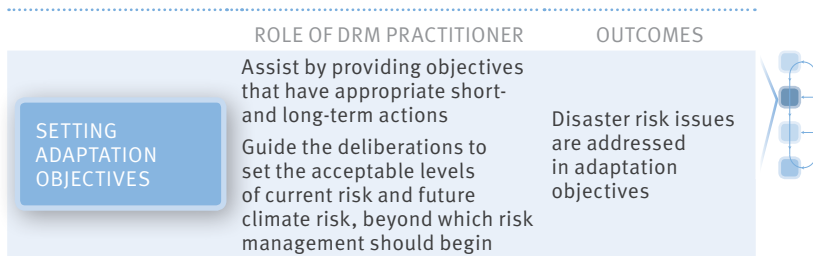 ROLE OF DRM PRACTITIONER
OUTCOMES
SETTING
ADAPTATION
OBJECTIVES
Assist by providing objectives
that have appropriate short-
and long-term actions
Guide the deliberations to
set the acceptable levels
of current risk and future
climate risk, beyond which risk
management should begin
Disaster risk issues
are addressed
in adaptation
objectives